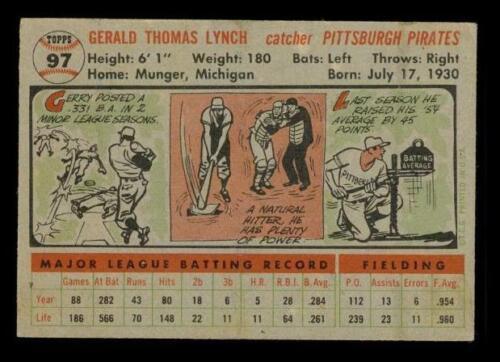 TOPPS
97
GERALD THOMAS LYNCH catcher PITTSBURGH PIRATES
Height: 6' 1" Weight: 180 Bats: Left Throws: Right
Home: Munger, Michigan Born: July 17, 1930
GERRY POSTED A
.331 B.A. IN 2
MINOR LEAGUE SEASONS.
A NATURAL
HITTER, HE
HAS PLENTY
OF POWER.
LAST SEASON HE
RAISED HIS '54
AVERAGE BY 45
POINTS.
BATTING
AVERAGE
PITTSBURGH
MAJOR LEAGUE BATTING RECORD FIELDING
Games At Bat Runs Hits 2b 3b H.R. R.B.I. B. Avg. P.O. Assists Errors F. Avg.
Year 88 282 43 80 18 6 5 28 .284 112 13 6 .954
Life 186 566 70 147 22 11 13 64 .260 239 23 11 .960